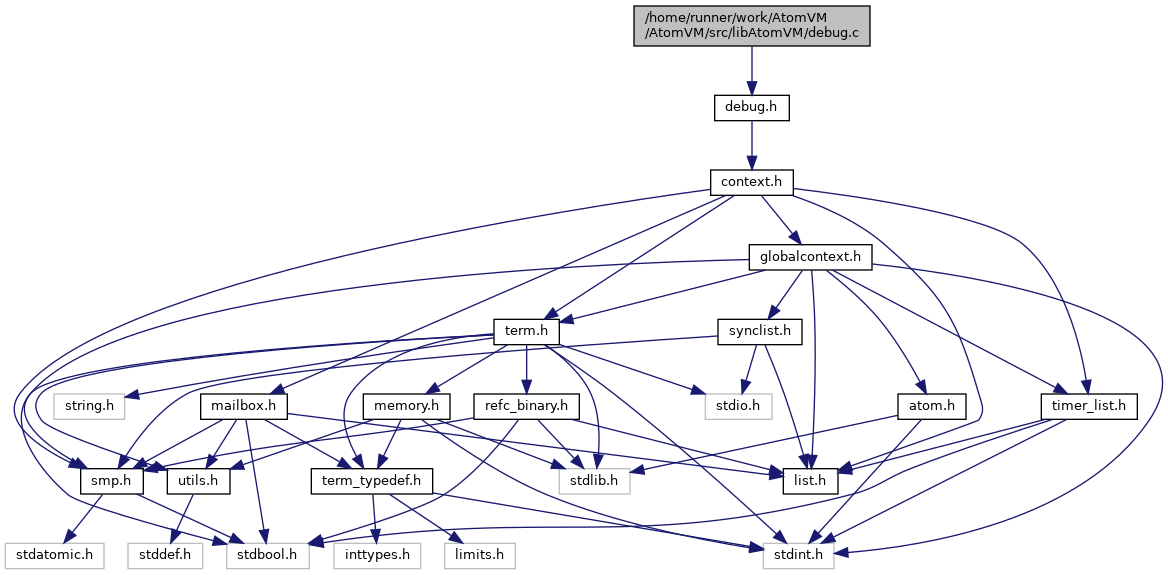 /home/runner/work/AtomVM
/AtomVM/src/libAtomVM/debug.c
debug.h
context.h
globalcontext.h
term.h
synclist.h
string.h
mailbox.h
memory.h
refc_binary.h
stdio.h
atom.h
timer_list.h
smp.h
utils.h
term_typedef.h
stdlib.h
list.h
stdatomic.h
stddef.h
stdbool.h
inttypes.h
limits.h
stdint.h